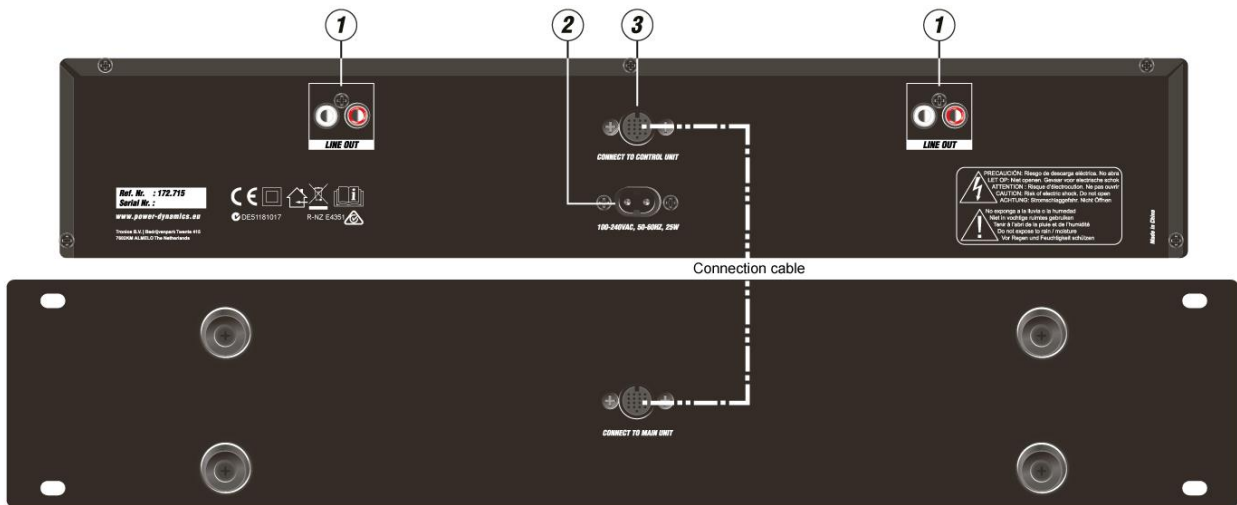 1
2
3
1
LINE OUT
CONNECT TO CONTROL UNIT
LINE OUT
Ref. Nr. : 172.715
Serial Nr. :
www.power-dynamics.eu
Tronios B.V. | Bedrijvenpark Twente 415
7602KM ALMELO The Netherlands
CE
DE51181017
R-NZ E4351
100-240VAC, 50-60HZ, 25W
PRECAUCIÓN: Riesgo de descarga eléctrica. No abra
LET OP: Niet openen. Gevaar voor electrische schok
ATTENTION : Risque d'électrocution. Ne pas ouvrir
CAUTION: Risk of electric shock. Do not open
ACHTUNG: Stromschlaggefahr. Nicht Öffnen
No exponga a la lluvia o la humedad
Niet in vochtige ruimtes gebruiken
Tenir à l'abri de la pluie et de l'humidité
Do not expose to rain / moisture
Vor Regen und Feuchtigkeit schützen
Made in China
Connection cable
CONNECT TO MAIN UNIT